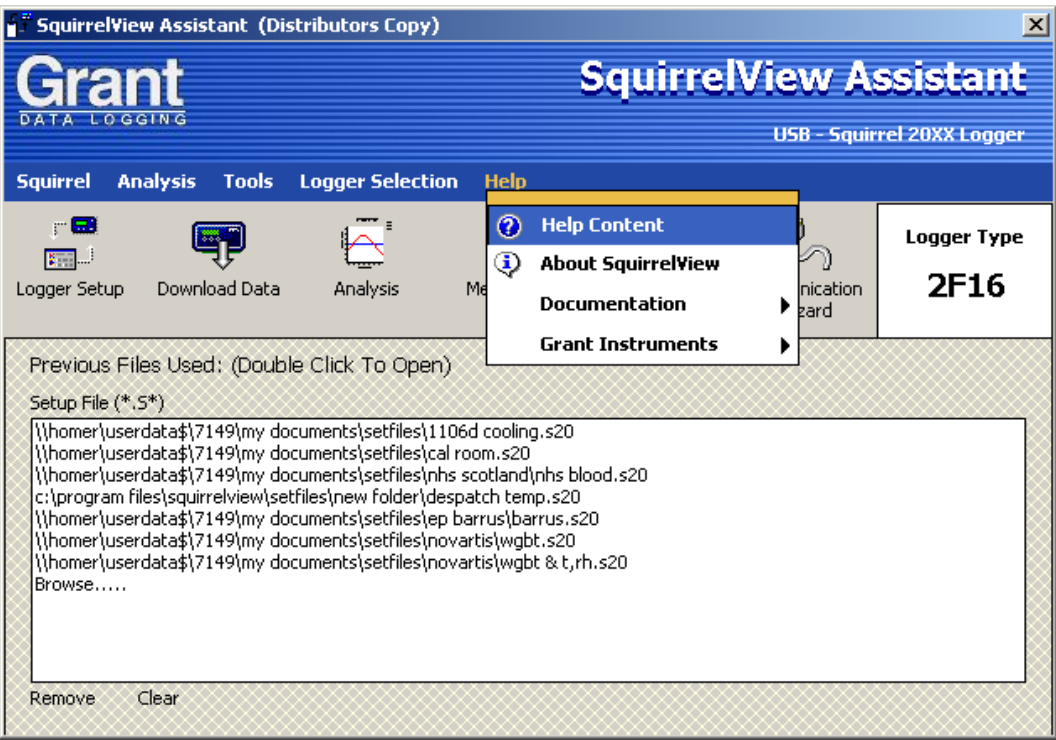 SquirrelView Assistant (Distributors Copy)
Grant
DATA LOGGING
SquirrelView Assistant
USB - Squirrel 20XX Logger
Squirrel Analysis Tools Logger Selection Help
Help Content
About SquirrelView
Documentation
Grant Instruments
Logger Setup
Download Data
Analysis
Logger Type
2F16
Previous Files Used: (Double Click To Open)
Setup File (*.S*)
\\homer\userdata$\7149\my documents\setfiles\1106d cooling.s20
\\homer\userdata$\7149\my documents\setfiles\cal room.s20
\\homer\userdata$\7149\my documents\setfiles\nhs scotland\nhs blood.s20
c:\program files\squirrelview\setfiles\new folder\despatch temp.s20
\\homer\userdata$\7149\my documents\setfiles\ep barrus\barrus.s20
\\homer\userdata$\7149\my documents\setfiles\novartis\wgbt.s20
\\homer\userdata$\7149\my documents\setfiles\novartis\wgbt & t,rh.s20
Browse.....
Remove Clear